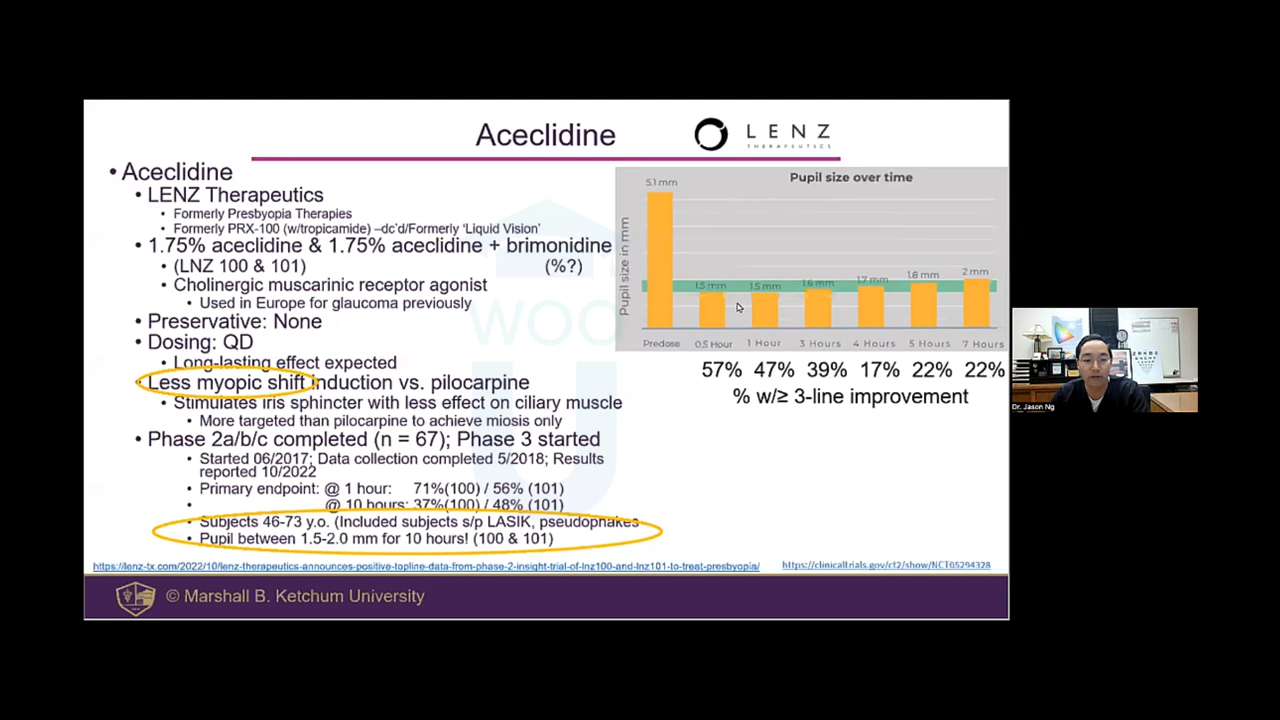 Aceclidine
LENZ
THERAPEUTICS
• Aceclidine
• LENZ Therapeutics
• Formerly Presbyopia Therapies
• Formerly PRX-100 (w/tropicamide) –dc'd/Formerly 'Liquid Vision'
• 1.75% aceclidine & 1.75% aceclidine + brimonidine
• (LNZ 100 & 101) (%?)
• Cholinergic muscarinic receptor agonist
• Used in Europe for glaucoma previously
• Preservative: None
• Dosing: QD
• Long-lasting effect expected
• Less myopic shift induction vs. pilocarpine
• Stimulates iris sphincter with less effect on ciliary muscle
• More targeted than pilocarpine to achieve miosis only
• Phase 2a/b/c completed (n = 67); Phase 3 started
• Started 06/2017; Data collection completed 5/2018; Results
reported 10/2022
• Primary endpoint: @ 1 hour: 71%(100) / 56% (101)
• @ 10 hours: 37%(100) / 48% (101)
• Subjects 46-73 y.o. (Included subjects s/p LASIK, pseudophakes
• Pupil between 1.5-2.0 mm for 10 hours! (100 & 101)
Pupil size over time
Pupil size in mm
5.1 mm
1.5 mm
1.5 mm
1.6 mm
1.7 mm
1.8 mm
2 mm
Predose 0.5 Hour 1 Hour 3 Hours 4 Hours 5 Hours 7 Hours
57% 47% 39% 17% 22% 22%
% w/≥ 3-line improvement
WOO
U
https://lenz-tx.com/2022/10/lenz-therapeutics-announces-positive-topline-data-from-phase-2-insight-trial-of-lnz100-and-lnz101-to-treat-presbyopia/
https://clinicaltrials.gov/ct2/show/NCT05294328
© Marshall B. Ketchum University
Dr. Jason Ng